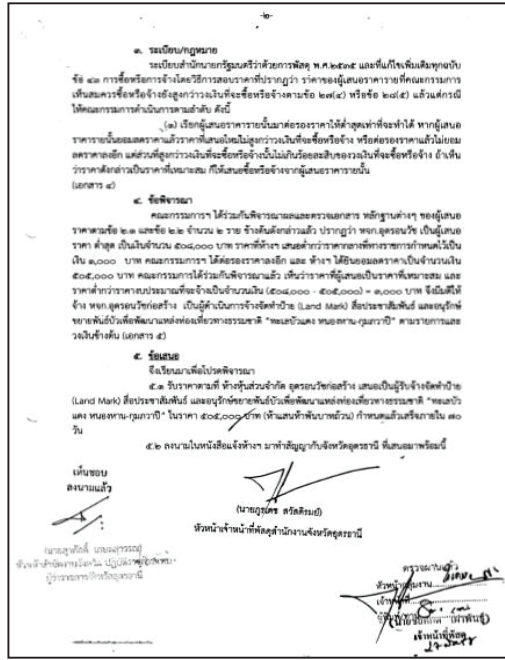 -๒-
๓. ระเบียบ/กฎหมาย
ระเบียบสำนักนายกรัฐมนตรีว่าด้วยการพัสดุ พ.ศ.๒๕๓๕ และที่แก้ไขเพิ่มเติมทุกฉบับ
ข้อ ๔๓ การซื้อหรือการจ้างโดยวิธีการสอบราคาที่ปรากฏว่า ราคาของผู้เสนอราคารายที่คณะกรรมการ
เห็นสมควรซื้อหรือจ้างยังสูงกว่าวงเงินที่จะซื้อหรือจ้างตามข้อ ๒๗(๔) หรือข้อ ๒๘(๕) แล้วแต่กรณี
ให้คณะกรรมการดำเนินการตามลำดับ ดังนี้
(๑) เรียกผู้เสนอราคารายนั้นมาต่อรองราคาให้ต่ำสุดเท่าที่จะทำได้ หากผู้เสนอ
ราคารายนั้นยอมลดราคาแล้วราคาที่เสนอใหม่ไม่สูงกว่าวงเงินที่จะซื้อหรือจ้าง หรือต่อรองราคาแล้วไม่ยอม
ลดราคาลงอีก แต่ส่วนที่สูงกว่าวงเงินที่จะซื้อหรือจ้างนั้นไม่เกินร้อยละสิบของวงเงินที่จะซื้อหรือจ้าง ถ้าเห็น
ว่าราคาดังกล่าวเป็นราคาที่เหมาะสม ก็ให้เสนอซื้อหรือจ้างจากผู้เสนอราคารายนั้น
(เอกสาร ๔)
๔. ข้อพิจารณา
คณะกรรมการฯ ได้ร่วมกันพิจารณาผลและตรวจเอกสาร หลักฐานต่างๆ ของผู้เสนอ
ราคาตามข้อ ๒.๑ และข้อ ๒.๒ จำนวน ๒ ราย ข้างต้นดังกล่าวแล้ว ปรากฏว่า หจก.อุดรอนวัช เป็นผู้เสนอ
ราคา ต่ำสุด เป็นเงินจำนวน ๕๐๘,๐๐๐ บาท ราคาที่ห้างฯ เสนอต่ำกว่าราคากลางที่ทางราชการกำหนดไว้เป็น
เงิน ๑,๐๐๐ บาท คณะกรรมการฯ ได้ต่อรองราคาลงอีก และ ห้างฯ ได้ยินยอมลดราคาเป็นจำนวนเงิน
๕๐๕,๐๐๐ บาท คณะกรรมการได้ร่วมกันพิจารณาแล้ว เห็นว่าราคาที่ผู้เสนอเป็นราคาที่เหมาะสม และ
ราคาต่ำกว่าราคางบประมาณที่จะจ้างเป็นจำนวนเงิน (๕๐๘,๐๐๐ - ๕๐๕,๐๐๐) = ๓,๐๐๐ บาท จึงมีมติให้
จ้าง หจก.อุดรอนวัชก่อสร้าง เป็นผู้ดำเนินการจ้างจัดทำป้าย (Land Mark) สื่อประชาสัมพันธ์ และอนุรักษ์
ขยายพันธ์บัวเพื่อพัฒนาแหล่งท่องเที่ยวทางธรรมชาติ "ทะเลบัวแดง หนองหาน-กุมภวาปี" ตามรายการและ
วงเงินข้างต้น (เอกสาร ๕)
๕. ข้อเสนอ
จึงเรียนมาเพื่อโปรดพิจารณา
๕.๑ รับราคาตามที่ ห้างหุ้นส่วนจำกัด อุดรอนวัชก่อสร้าง เสนอเป็นผู้รับจ้างจัดทำป้าย
(Land Mark) สื่อประชาสัมพันธ์ และอนุรักษ์ขยายพันธ์บัวเพื่อพัฒนาแหล่งท่องเที่ยวทางธรรมชาติ "ทะเลบัว
แดง หนองหาน-กุมภวาปี" ในราคา ๕๐๕,๐๐๐ บาท (ห้าแสนห้าพันบาทถ้วน) กำหนดแล้วเสร็จภายใน ๗๐
วัน
๕.๒ ลงนามในหนังสือแจ้งห้างฯ มาทำสัญญากับจังหวัดอุดรธานี ที่เสนอมาพร้อมนี้
เห็นชอบ
ลงนามแล้ว
หัวหน้าเจ้าหน้าที่พัสดุสำนักงานจังหวัดอุดรธานี
ผู้ว่าราชการจังหวัดอุดรธานี
ตรวจผ่านแล้ว
หัวหน้ากลุ่มงาน
เจ้าหน้าที่
เจ้าหน้าที่พัสดุ